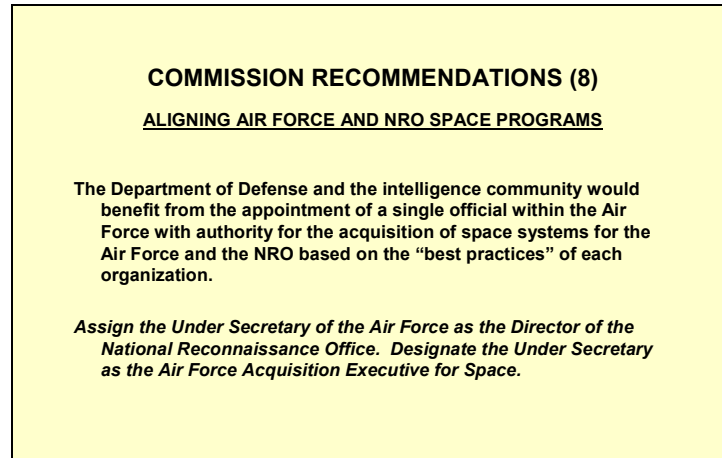 COMMISSION RECOMMENDATIONS (8)
ALIGNING AIR FORCE AND NRO SPACE PROGRAMS
The Department of Defense and the intelligence community would
benefit from the appointment of a single official within the Air
Force with authority for the acquisition of space systems for the
Air Force and the NRO based on the “best practices” of each
organization.
Assign the Under Secretary of the Air Force as the Director of the
National Reconnaissance Office.  Designate the Under Secretary
as the Air Force Acquisition Executive for Space.